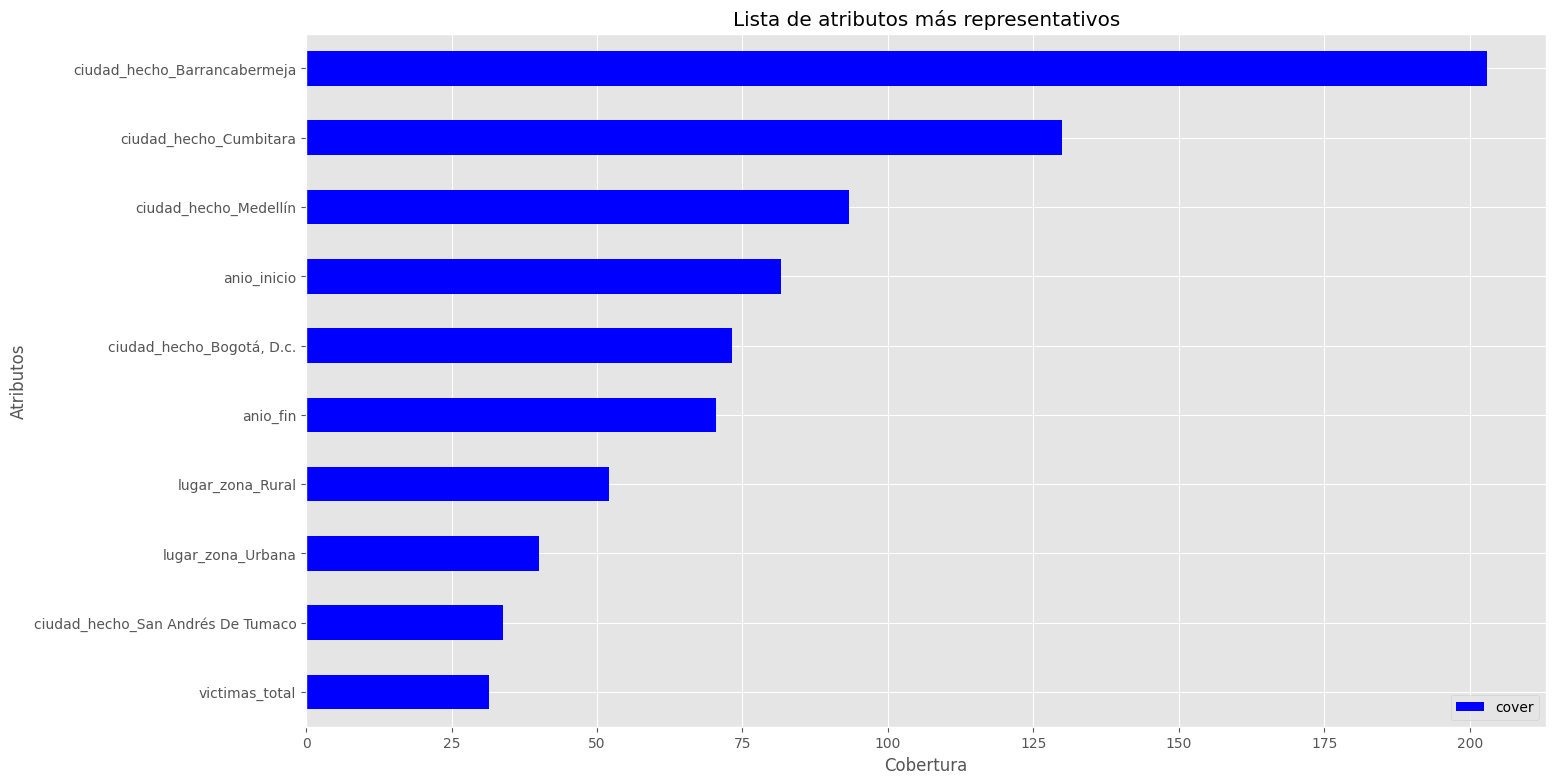 Lista de atributos más representativos
ciudad_hecho_Barrancabermeja
ciudad_hecho_Cumbitara
ciudad_hecho_Medellín
anio_inicio
ciudad_hecho_Bogotá, D.c.
anio_fin
lugar_zona_Rural
lugar_zona_Urbana
ciudad_hecho_San Andrés De Tumaco
victimas_total
Atributos
cover
0 25 50 75 100 125 150 175 200
Cobertura